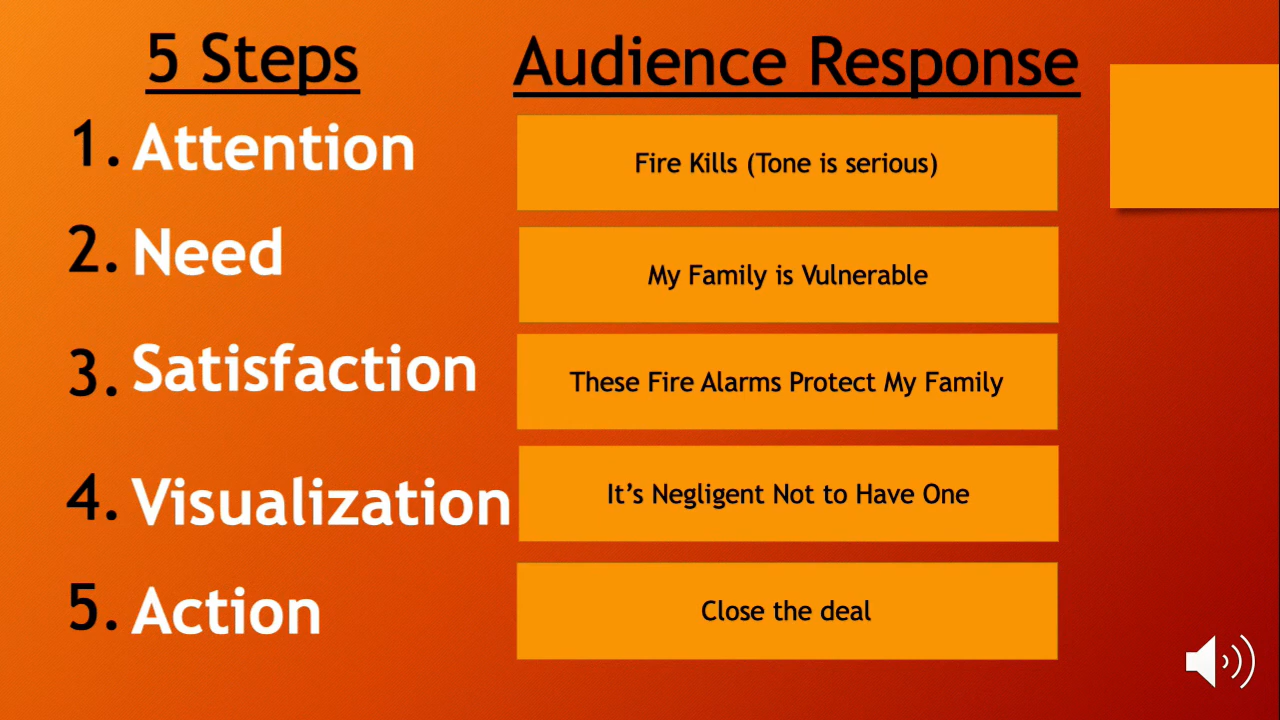 5 Steps
Audience Response
1. Attention
Fire Kills (Tone is serious)
2. Need
My Family is Vulnerable
3. Satisfaction
These Fire Alarms Protect My Family
4. Visualization
It's Negligent Not to Have One
5. Action
Close the deal